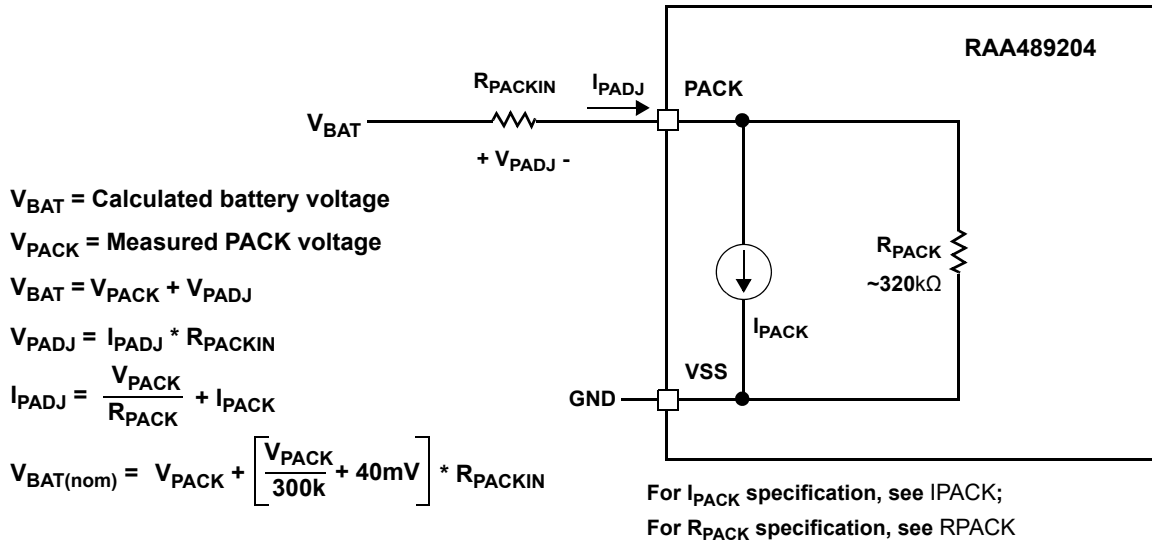 RAA489204
R_PACKIN
I_PADJ
PACK
V_BAT
+ V_PADJ -
V_BAT = Calculated battery voltage
V_PACK = Measured PACK voltage
V_BAT = V_PACK + V_PADJ
V_PADJ = I_PADJ * R_PACKIN
I_PADJ = V_PACK / R_PACK + I_PACK
V_BAT(nom) = V_PACK + [V_PACK / 300k + 40mV] * R_PACKIN
R_PACK
~320kΩ
I_PACK
VSS
GND
For I_PACK specification, see IPACK;
For R_PACK specification, see RPACK